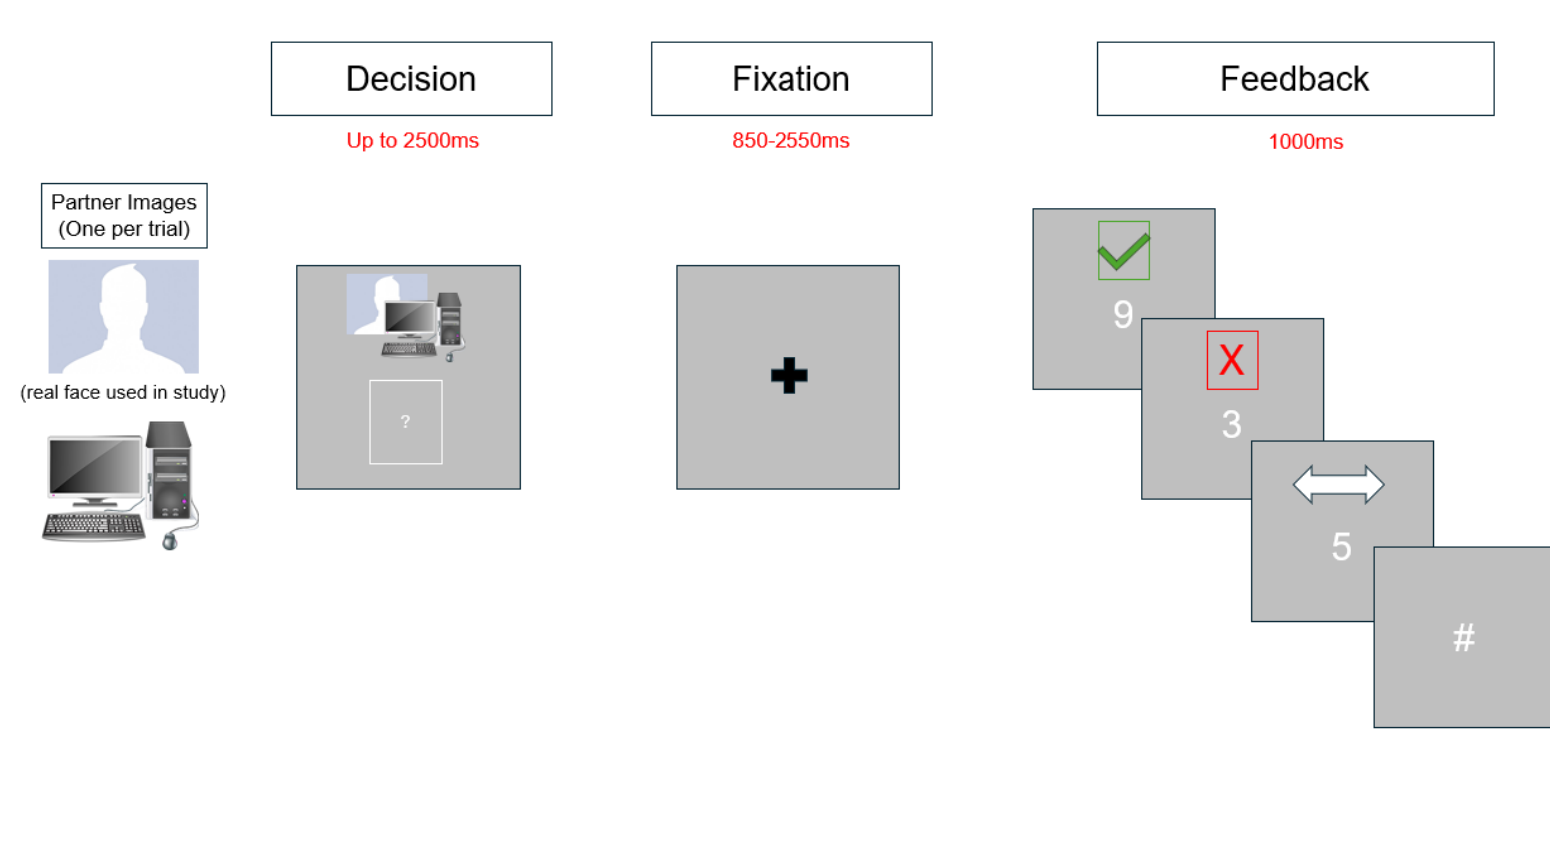 Decision
Fixation
Feedback
Up to 2500ms
850-2550ms
1000ms
Partner Images
(One per trial)
(real face used in study)
?
9
X
3
5
#